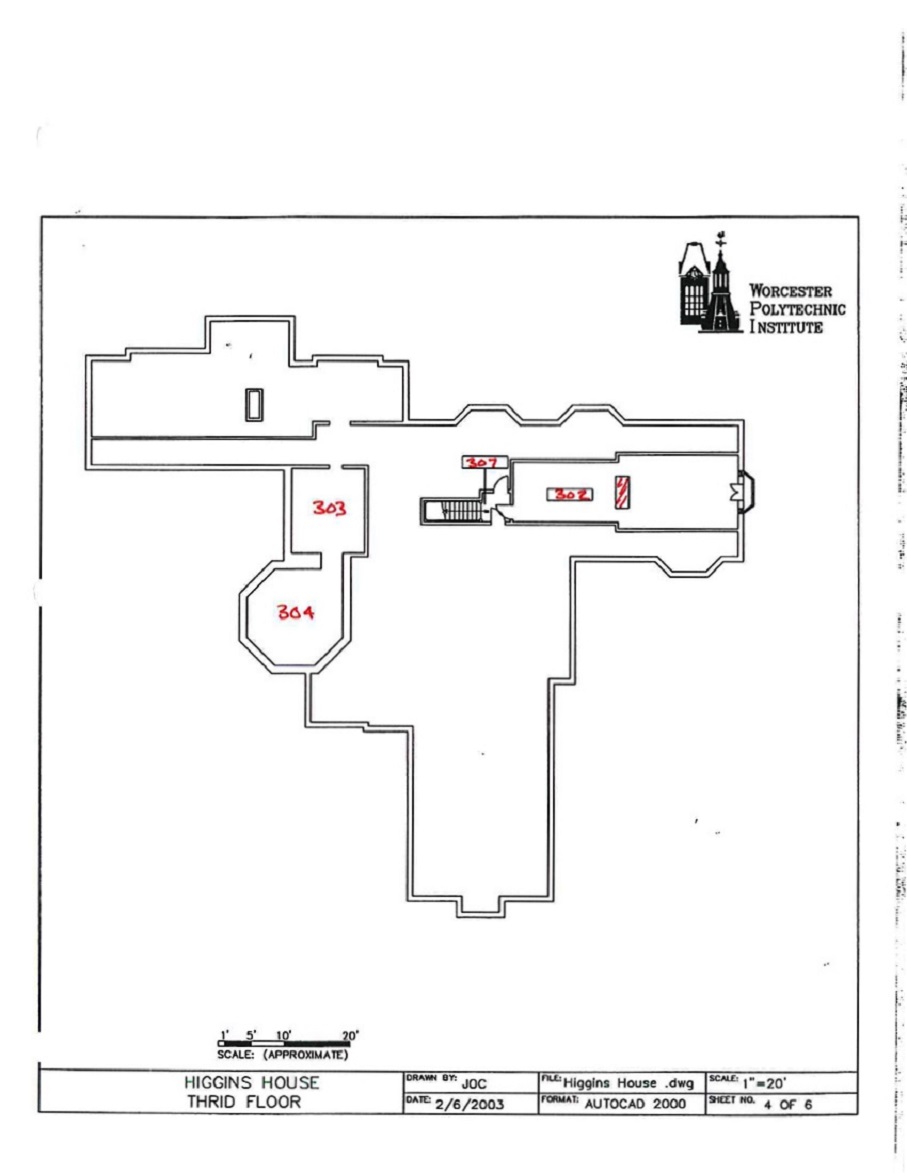 WORCESTER
POLYTECHNIC
INSTITUTE
307
302
303
304
1' 5' 10' 20'
SCALE: (APPROXIMATE)
HIGGINS HOUSE
THRID FLOOR
DRAWN BY: JOC
DATE: 2/6/2003
FILE: Higgins House .dwg
FORMAT: AUTOCAD 2000
SCALE: 1"=20'
SHEET NO. 4 OF 6